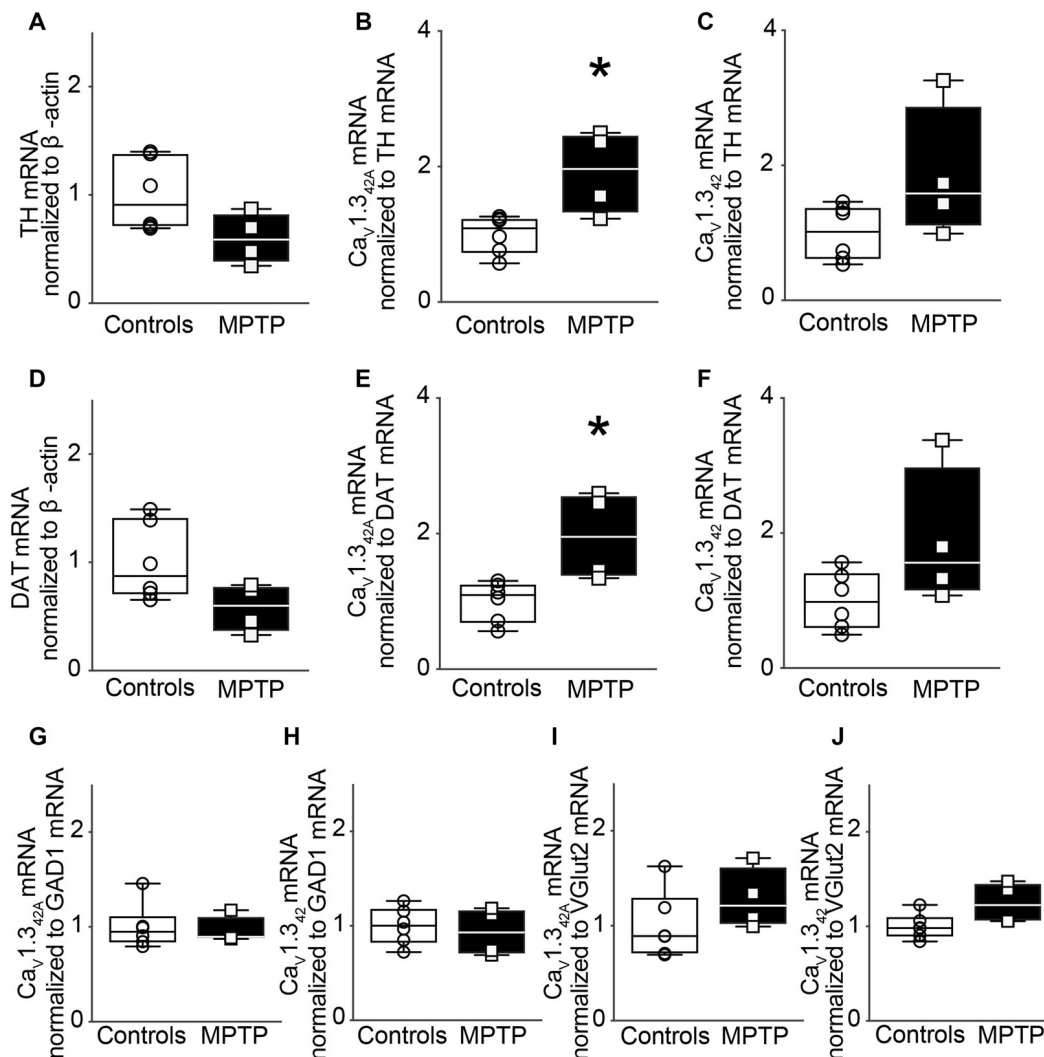 A
TH mRNA
normalized to β -actin
2
1
0
Controls MPTP
B
CaV1.342A mRNA
normalized to TH mRNA
4
*
2
0
Controls MPTP
C
CaV1.342 mRNA
normalized to TH mRNA
4
2
0
Controls MPTP
D
DAT mRNA
normalized to β -actin
2
1
0
Controls MPTP
E
CaV1.342A mRNA
normalized to DAT mRNA
4
*
2
0
Controls MPTP
F
CaV1.342 mRNA
normalized to DAT mRNA
4
2
0
Controls MPTP
G
CaV1.342A mRNA
normalized to GAD1 mRNA
2
1
0
Controls MPTP
H
CaV1.342 mRNA
normalized to GAD1 mRNA
2
1
0
Controls MPTP
I
CaV1.342A mRNA
normalized to VGlut2 mRNA
2
1
0
Controls MPTP
J
CaV1.342 mRNA
normalized to VGlut2 mRNA
2
1
0
Controls MPTP